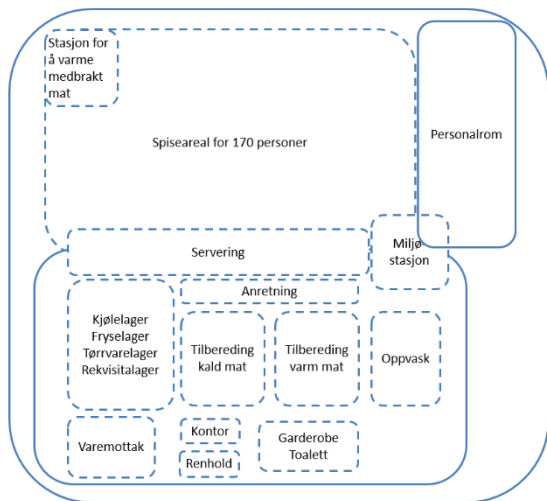 Stasjon for
å varme
medbrakt
mat
Spiseareal for 170 personer
Personalrom
Servering
Miljø-
stasjon
Anretning
Kjølelager
Fryselager
Tørrvarelager
Rekvisitalager
Tilbereding
kald mat
Tilbereding
varm mat
Oppvask
Varemottak
Kontor
Renhold
Garderobe
Toalett